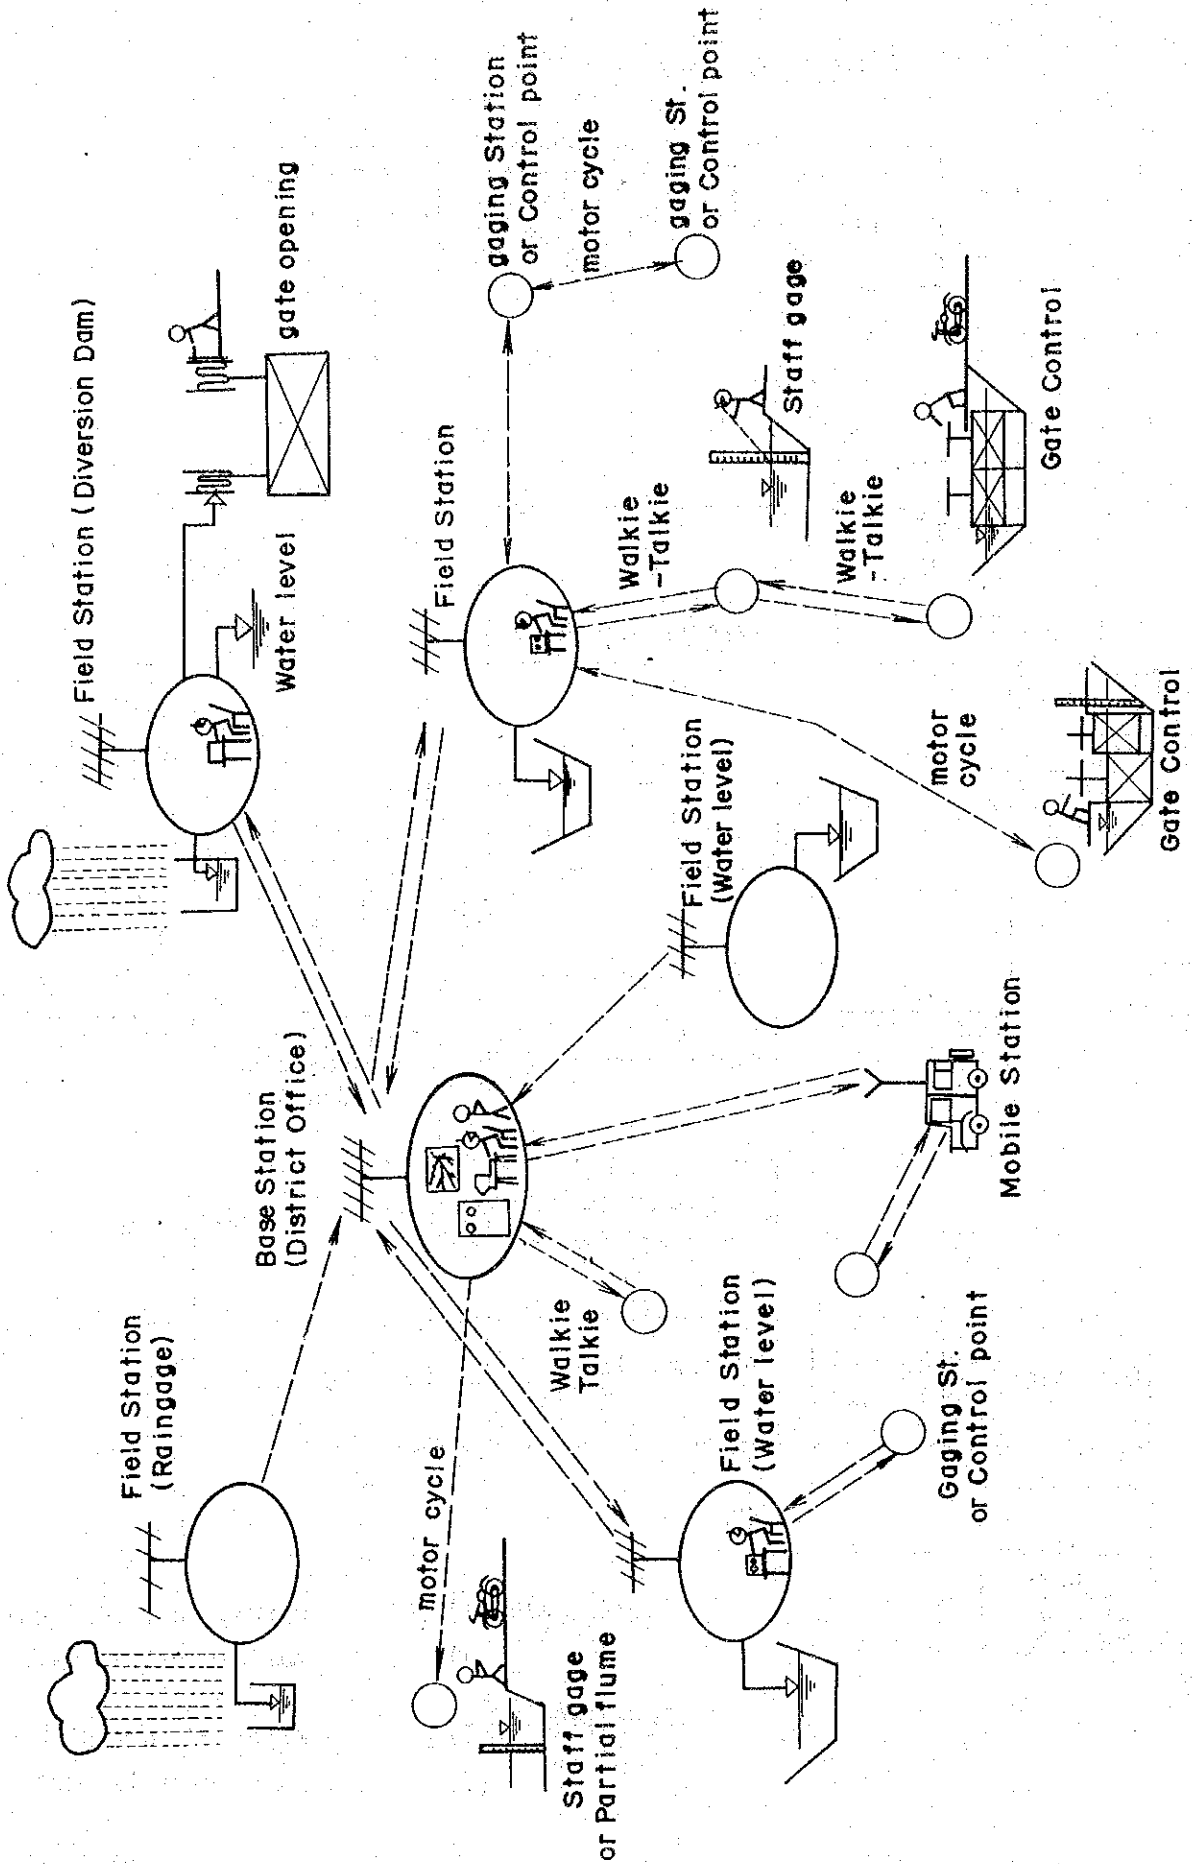 Field Station
(Raingage)
Base Station
(District Office)
Field Station (Diversion Dam)
Water level
gate opening
motor cycle
Staff gage
or Partial flume
Walkie
Talkie
Field Station
(Water level)
Gaging St.
or Control point
Mobile Station
Field Station
(Water level)
Field Station
gaging Station
or Control point
motor cycle
gaging St.
or Control point
Walkie
-Talkie
Staff gage
Walkie
-Talkie
Gate Control
motor
cycle
Gate Control